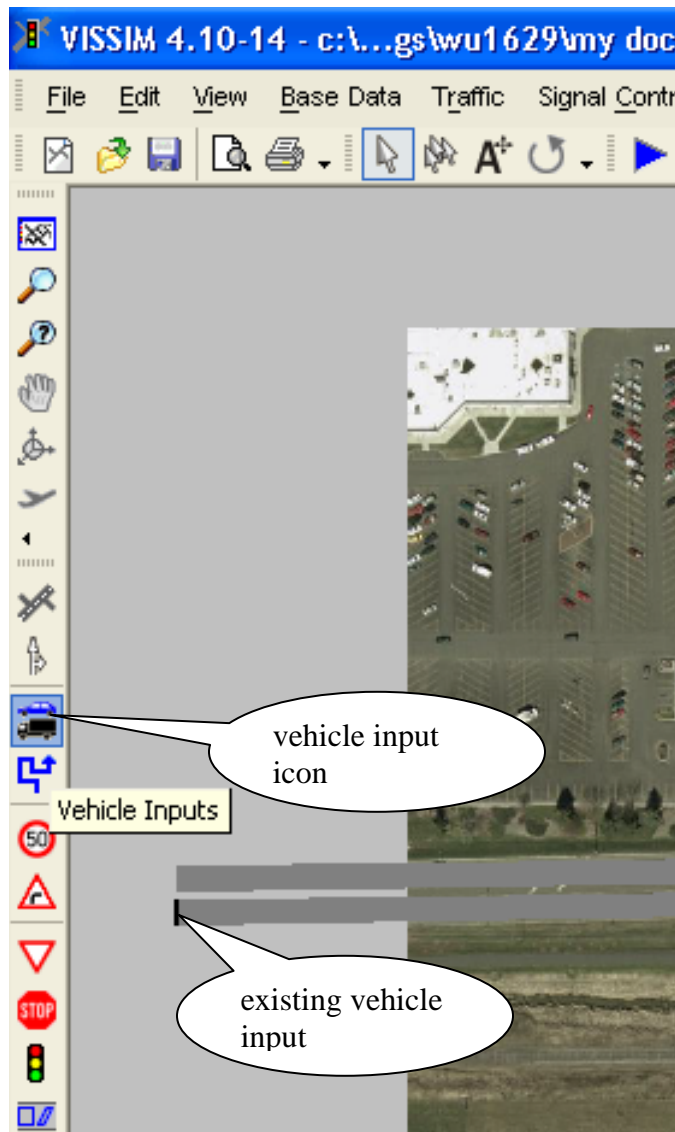 VISSIM 4.10-14 - c:\...gs\wu1629\my doc
File Edit View Base Data Traffic Signal Contr
A
vehicle input
icon
Vehicle Inputs
50
existing vehicle
input
STOP